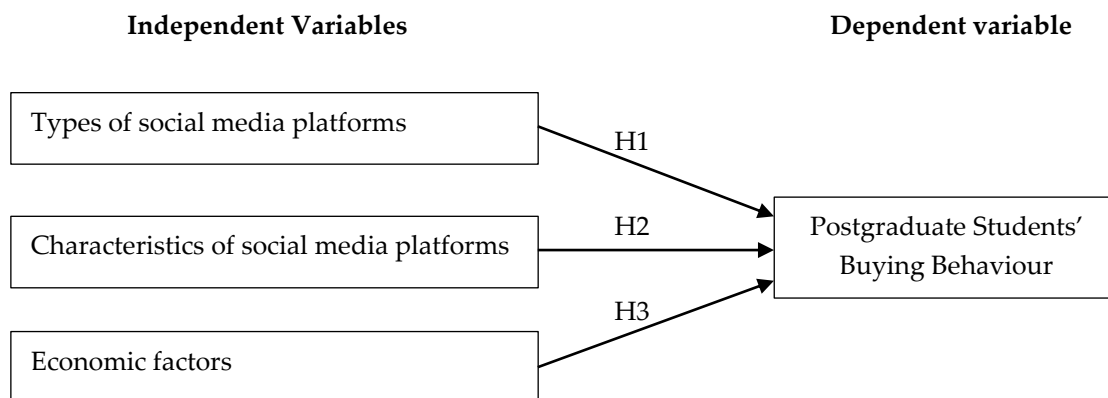 Independent Variables
Dependent variable
Types of social media platforms
H1
Characteristics of social media platforms
H2
Postgraduate Students’
Buying Behaviour
H3
Economic factors